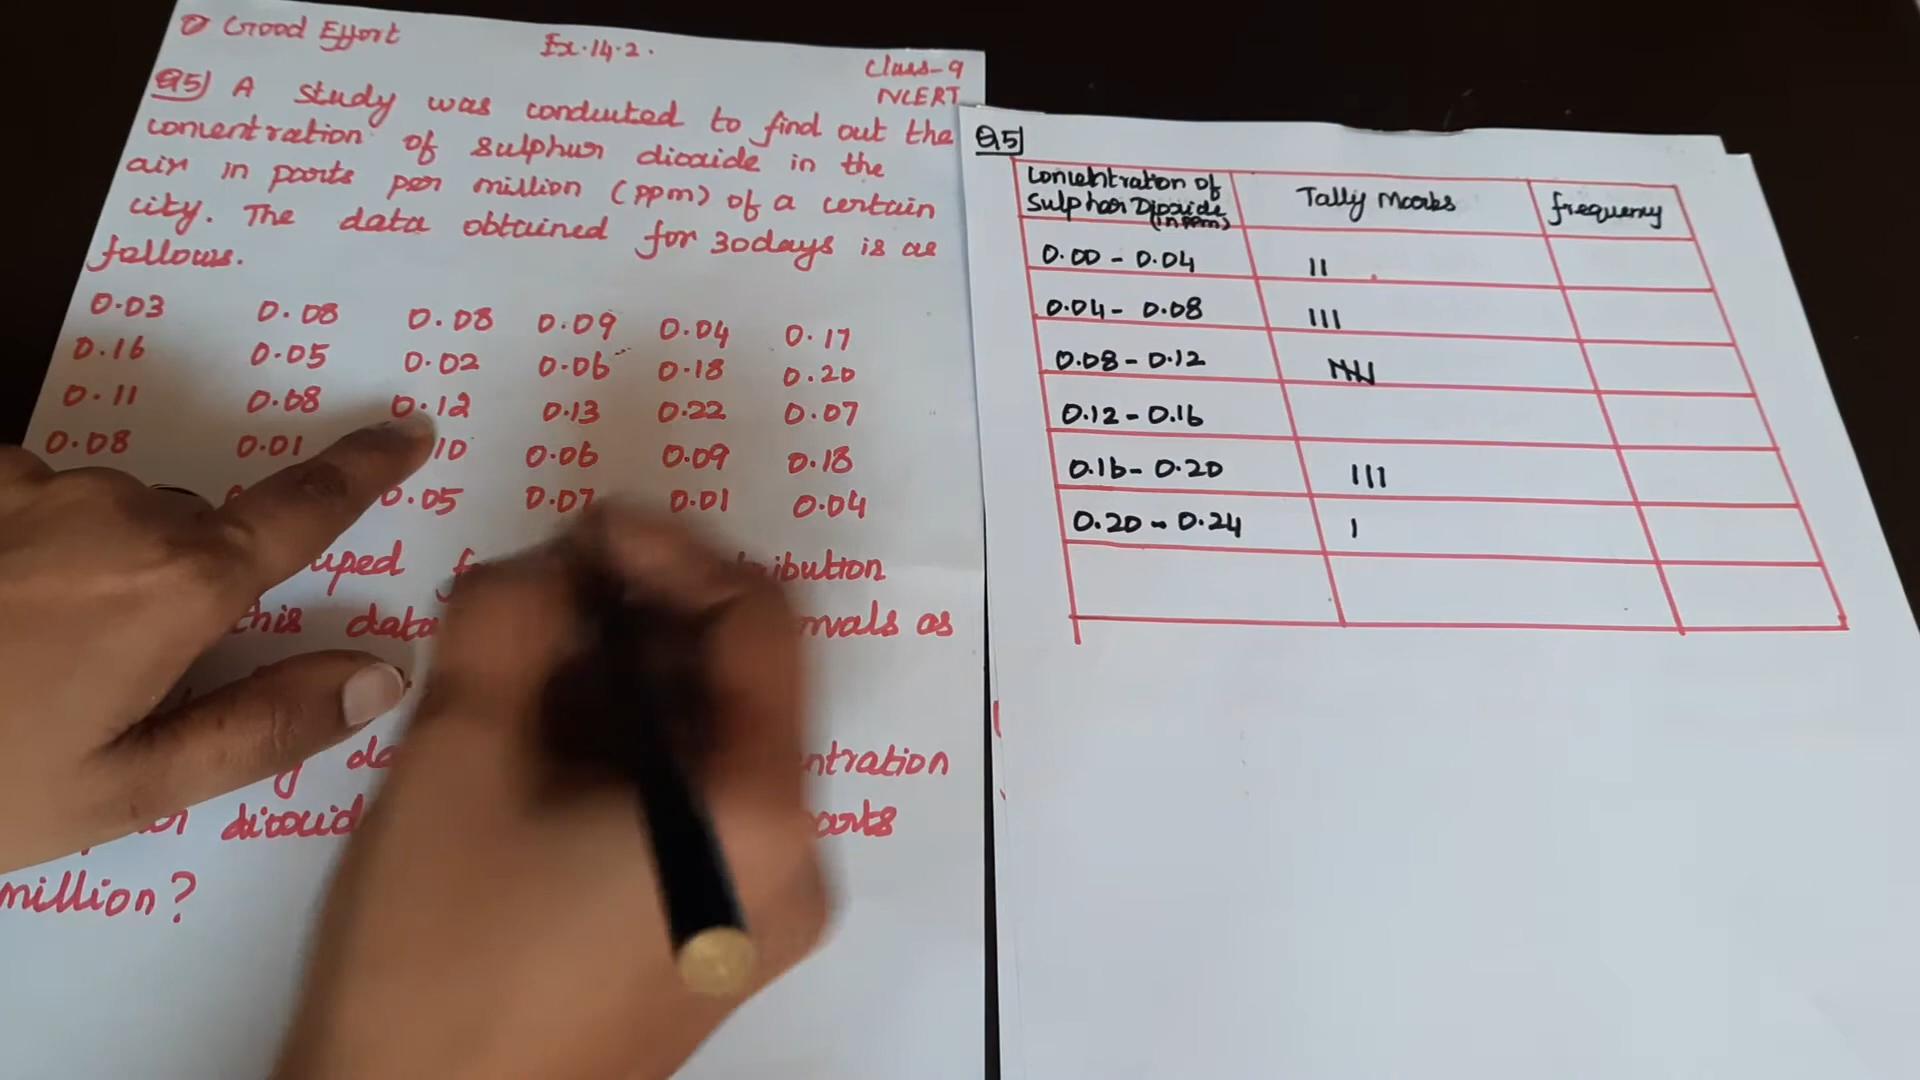 Good Effort Ex.14.2.
Class-9
NCERT
Q5) A study was conducted to find out the
concentration of sulphur dioxide in the
air in parts per million (ppm) of a certain
city. The data obtained for 30days is as
follows.
0.03 0.08 0.08 0.09 0.04 0.17
0.16 0.05 0.02 0.06 0.18 0.20
0.11 0.08 0.12 0.13 0.22 0.07
0.08 0.01 10 0.06 0.09 0.18
0.05 0.07 0.01 0.04
uped
this data as
dioxid
million?
Q5)
Concentration of Tally Marks frequency
Sulphur Dioxide
(in ppm)
0.00 - 0.04 II
0.04 - 0.08 III
0.08 - 0.12
0.12 - 0.16
0.16 - 0.20 III
0.20 - 0.24 I